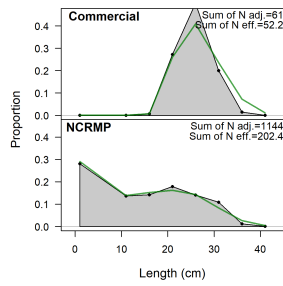 Commercial
Sum of N adj.=61
Sum of N eff.=52.2
0.4
0.3
0.2
0.1
0.0
NCRMP
Sum of N adj.=1144
Sum of N eff.=202.4
0.4
0.3
0.2
0.1
0.0
Proportion
0 10 20 30 40
Length (cm)